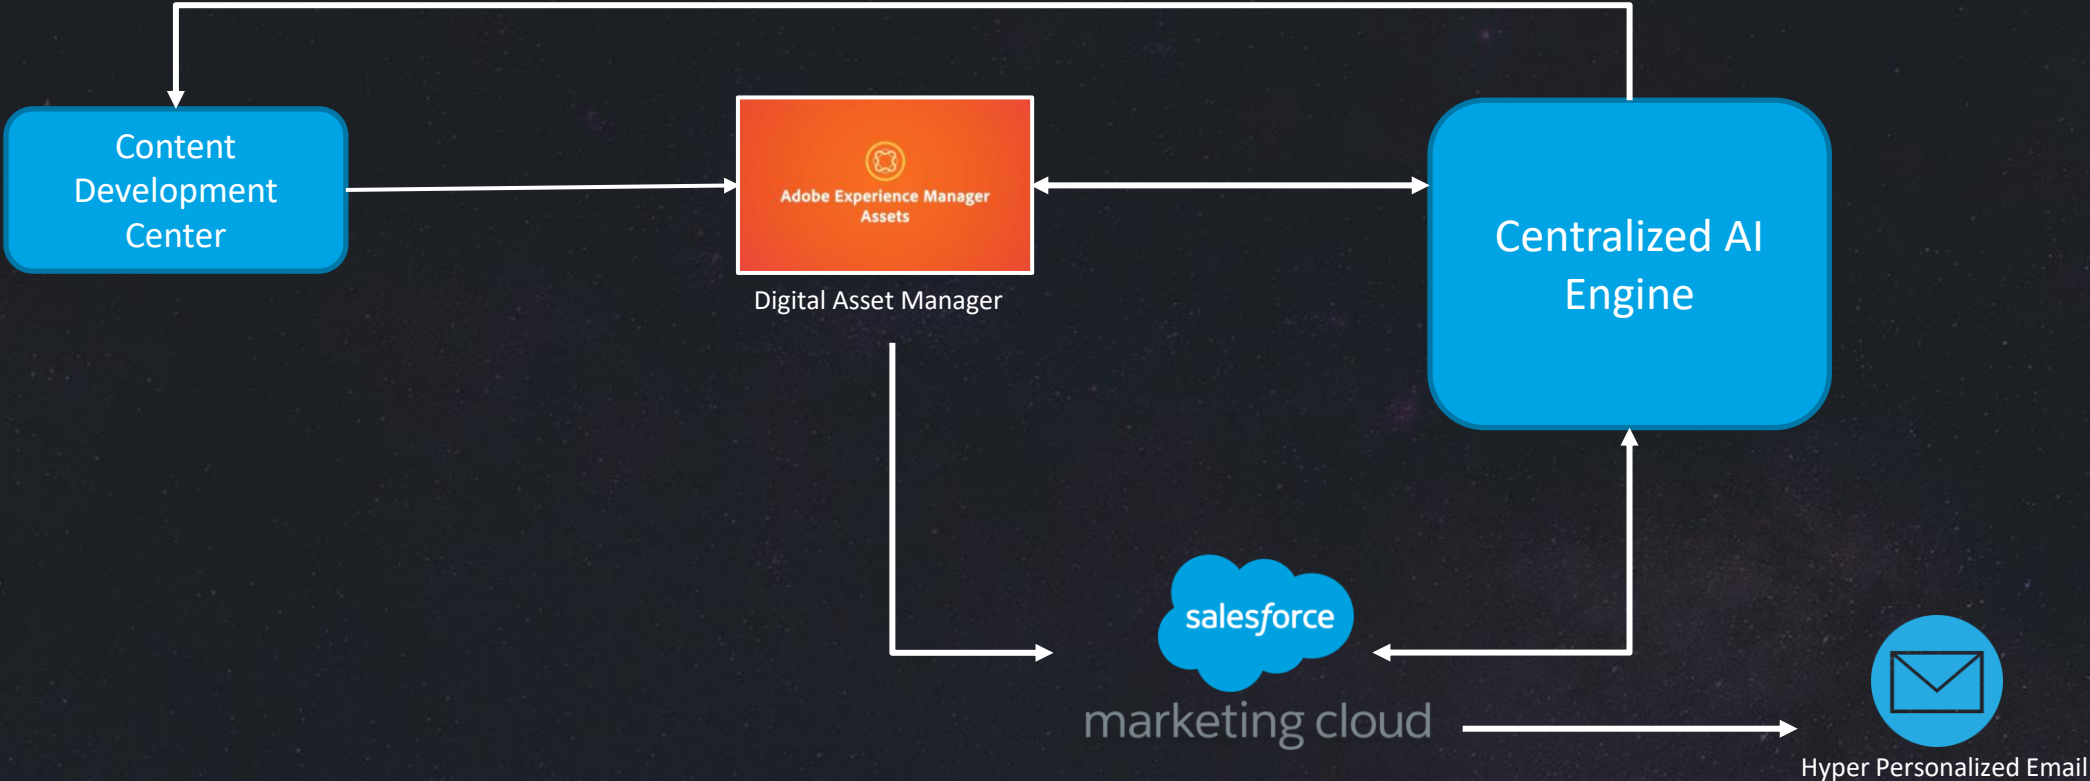 Content
Development
Center
Adobe Experience Manager
Assets
Digital Asset Manager
Centralized AI
Engine
salesforce
marketing cloud
Hyper Personalized Email